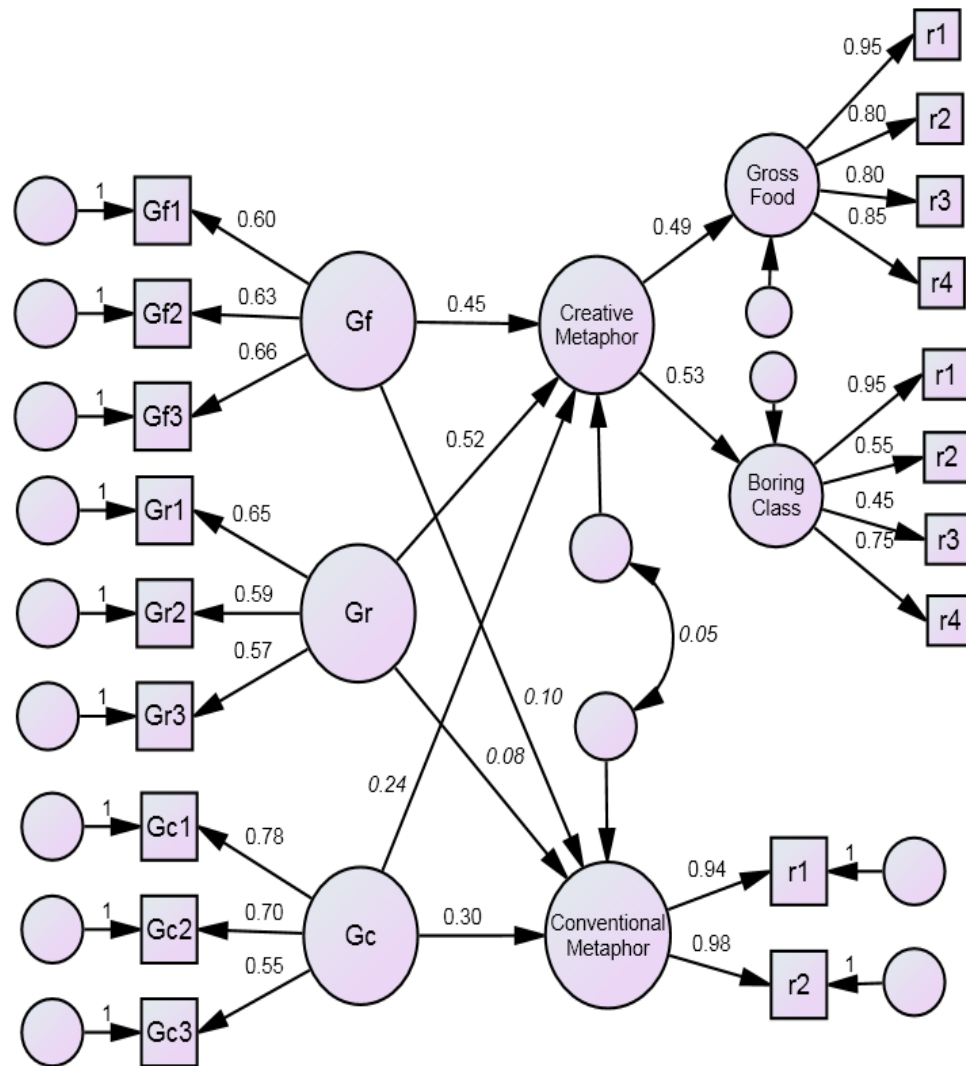 0.95
r1
0.80
r2
Gross
Food
0.80
r3
0.85
r4
0.49
1
Gf1
0.60
1
Gf2
0.63
1
Gf3
0.66
Gf
0.45
Creative
Metaphor
0.53
0.95
r1
0.55
r2
Boring
Class
0.45
r3
0.75
r4
0.52
1
Gr1
0.65
1
Gr2
0.59
1
Gr3
0.57
Gr
0.05
0.10
0.08
0.24
1
Gc1
0.78
1
Gc2
0.70
1
Gc3
0.55
Gc
0.30
Conventional
Metaphor
0.94
r1
1
0.98
r2
1